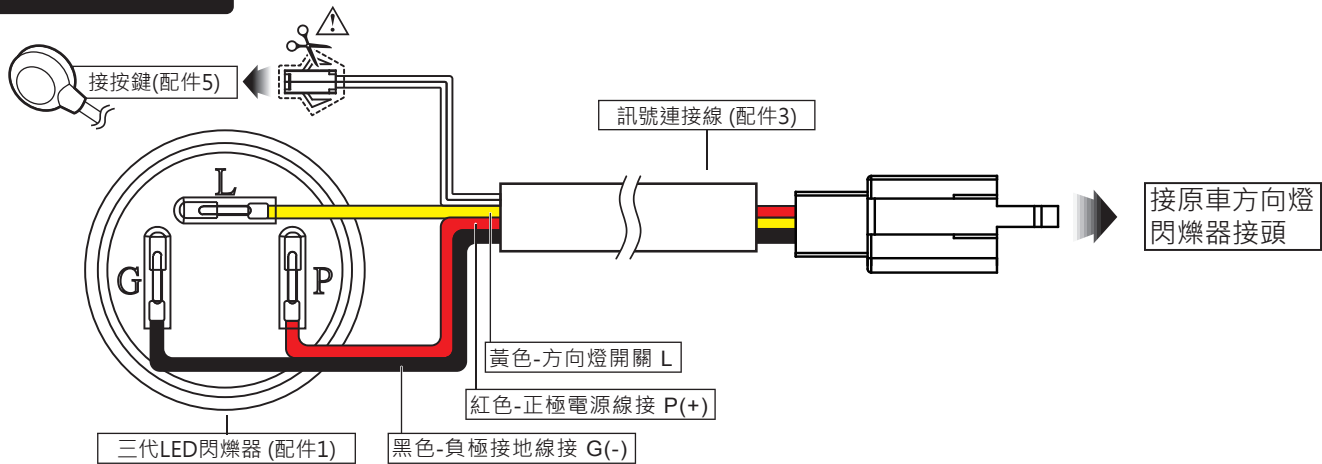 接按鍵(配件5)
訊號連接線 (配件3)
L
G
P
接原車方向燈
閃爍器接頭
黃色-方向燈開關 L
紅色-正極電源線接 P(+)
黑色-負極接地線接 G(-)
三代LED閃爍器 (配件1)